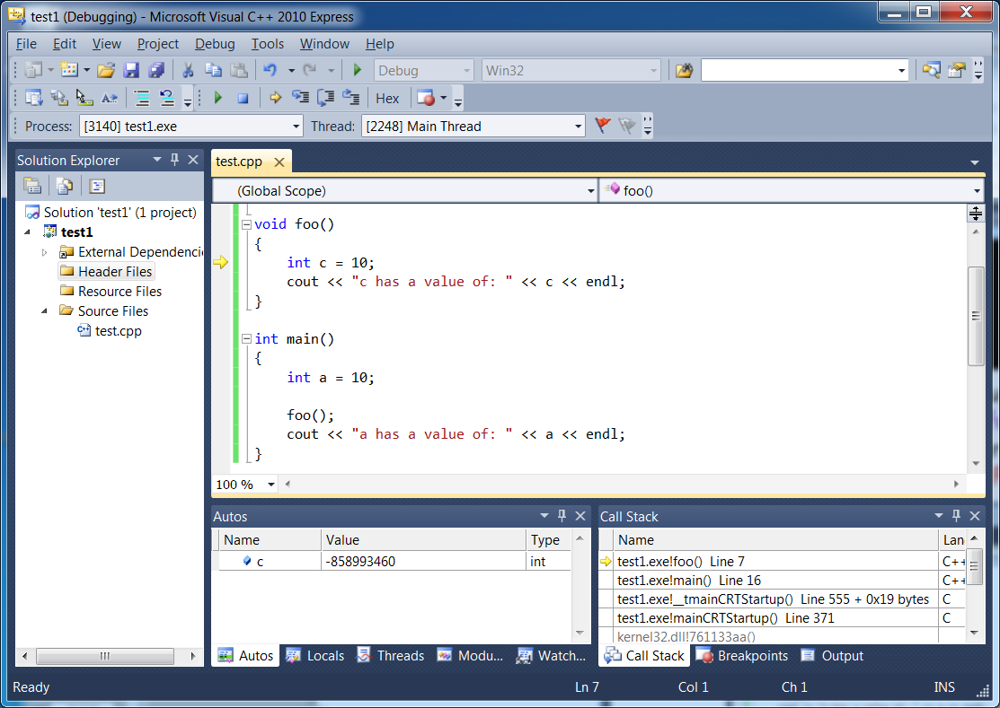 test1 (Debugging) - Microsoft Visual C++ 2010 Express
File Edit View Project Debug Tools Window Help
Debug Win32
Hex
Process: [3140] test1.exe Thread: [2248] Main Thread
Solution Explorer
Solution 'test1' (1 project)
test1
External Dependenci
Header Files
Resource Files
Source Files
test.cpp
test.cpp
(Global Scope) foo()
void foo()
{
int c = 10;
cout << "c has a value of: " << c << endl;
}
int main()
{
int a = 10;
foo();
cout << "a has a value of: " << a << endl;
}
100 %
Autos
Name Value Type
c -858993460 int
Autos Locals Threads Modu... Watch...
Call Stack
Name Lan
test1.exe!foo() Line 7 C++
test1.exe!main() Line 16 C++
test1.exe!__tmainCRTStartup() Line 555 + 0x19 bytes C
test1.exe!mainCRTStartup() Line 371 C
kernel32.dll!761133aa()
Call Stack Breakpoints Output
Ready Ln 7 Col 1 Ch 1 INS